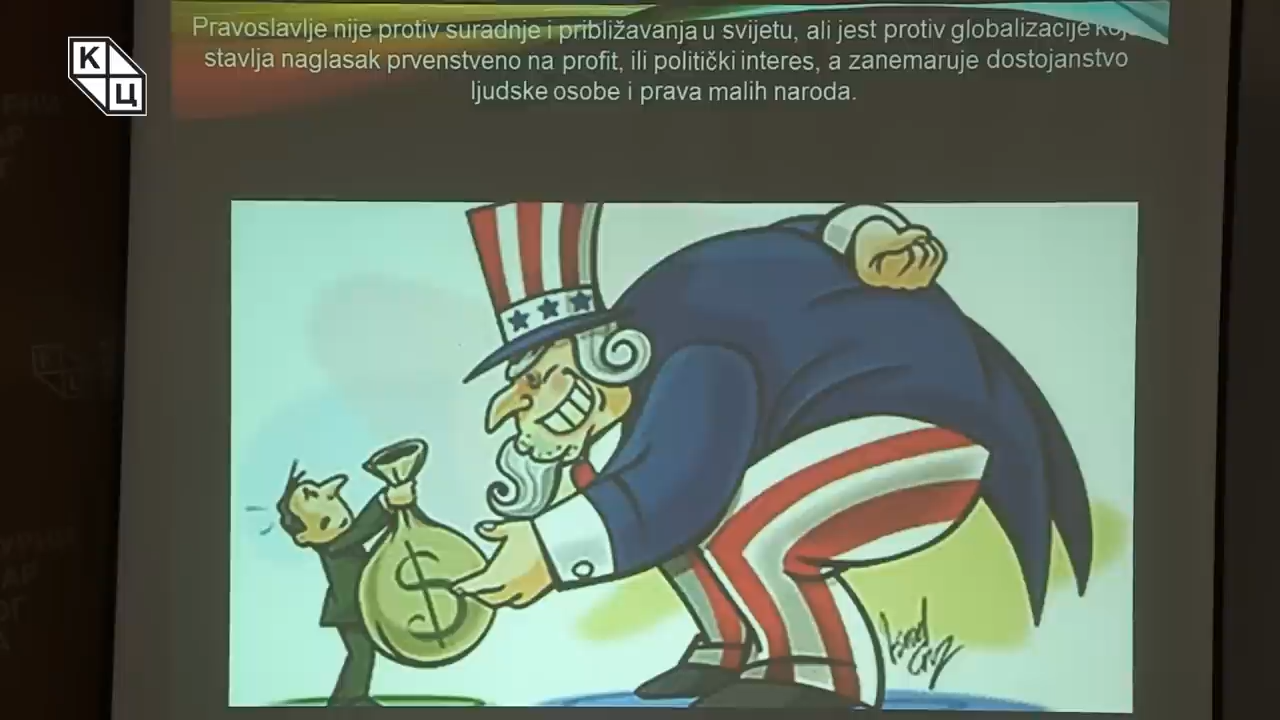 Pravoslavlje nije protiv suradnje i približavanja u svijetu, ali jest protiv globalizacije koja
stavlja naglasak prvenstveno na profit, ili politički interes, a zanemaruje dostojanstvo
ljudske osobe i prava malih naroda.
К
Ц
$